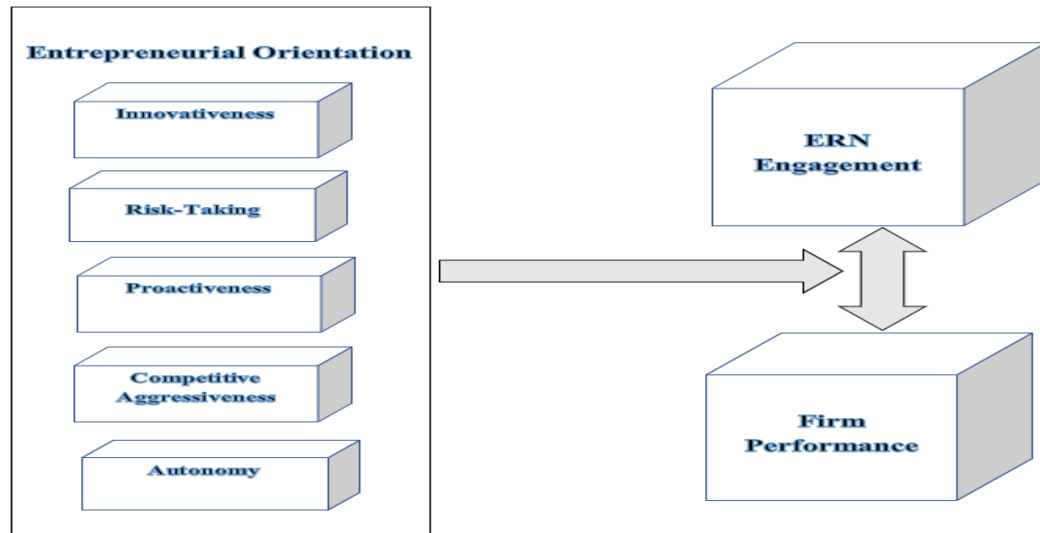 Entrepreneurial Orientation
Innovativeness
Risk-Taking
Proactiveness
Competitive
Aggressiveness
Autonomy
ERN
Engagement
Firm
Performance